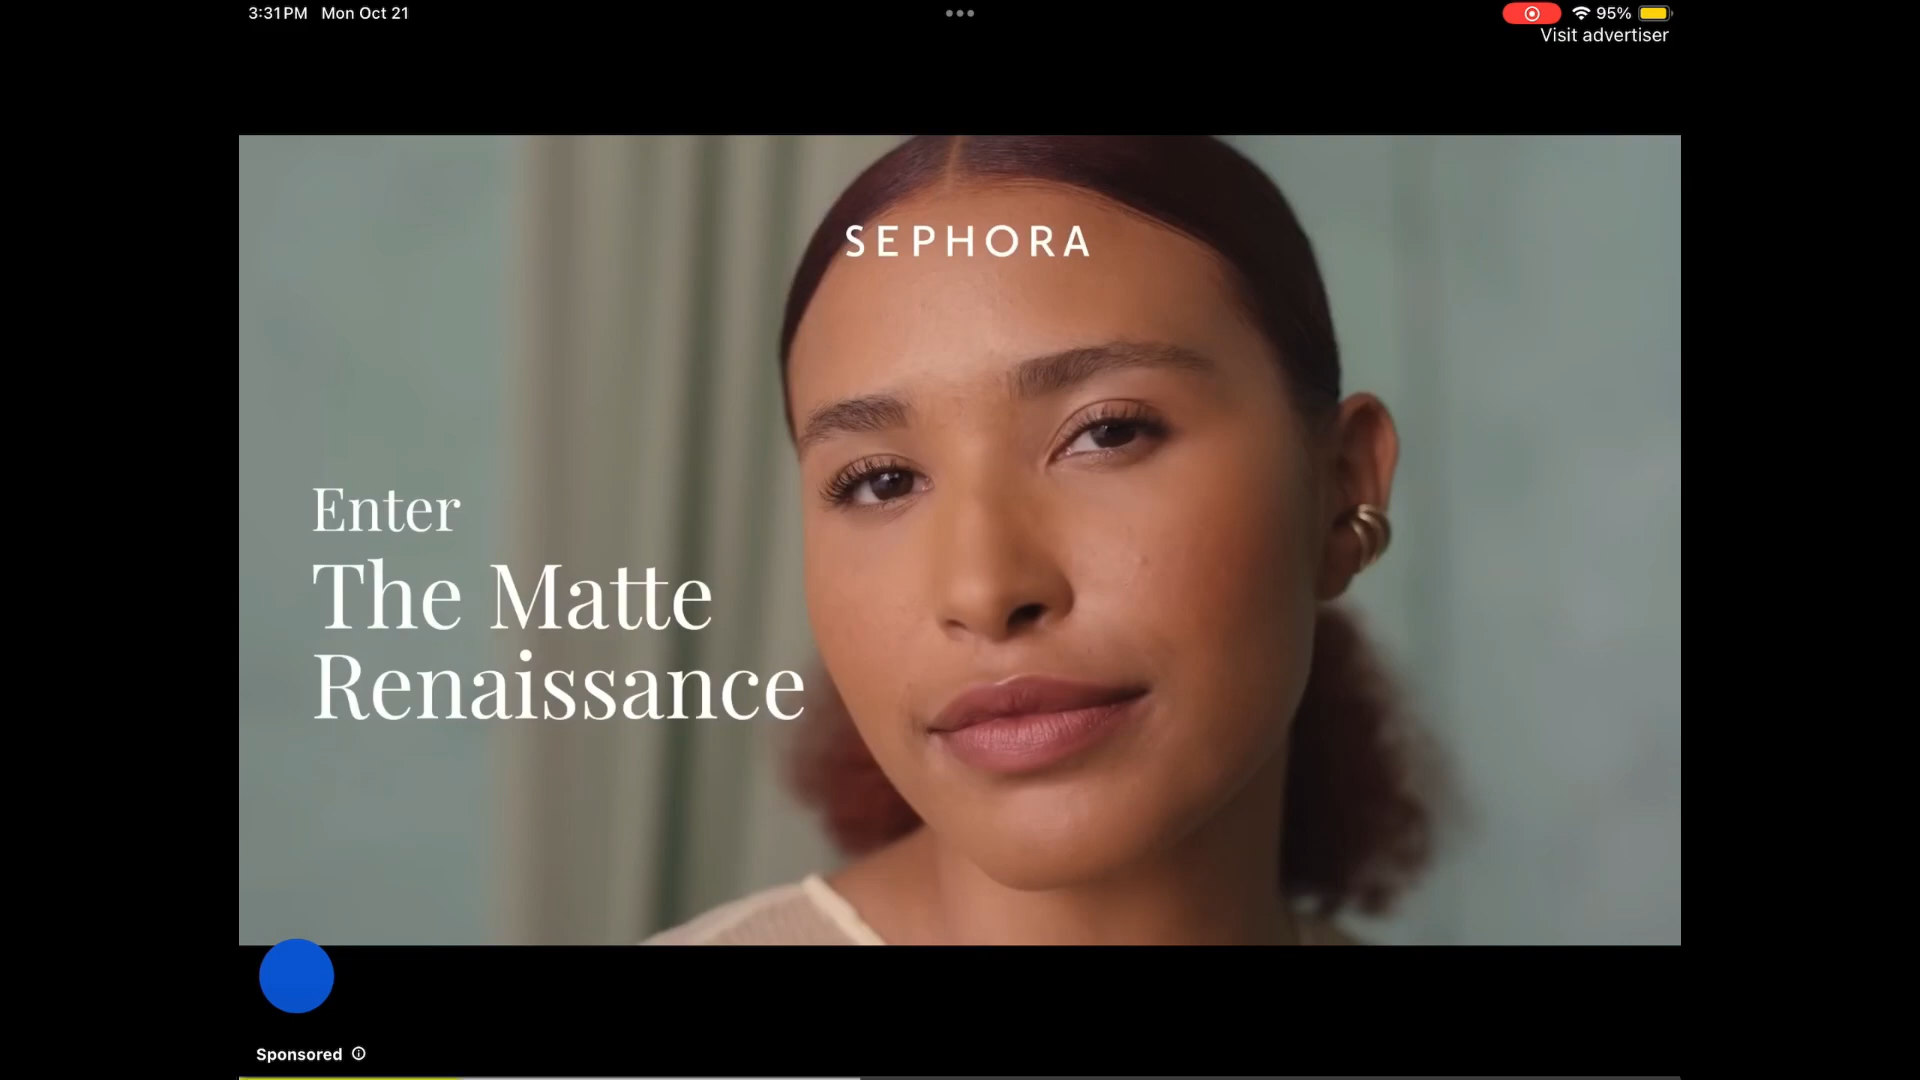 3:31 PM Mon Oct 21
95%
Visit advertiser
SEPHORA
Enter
The Matte
Renaissance
Sponsored